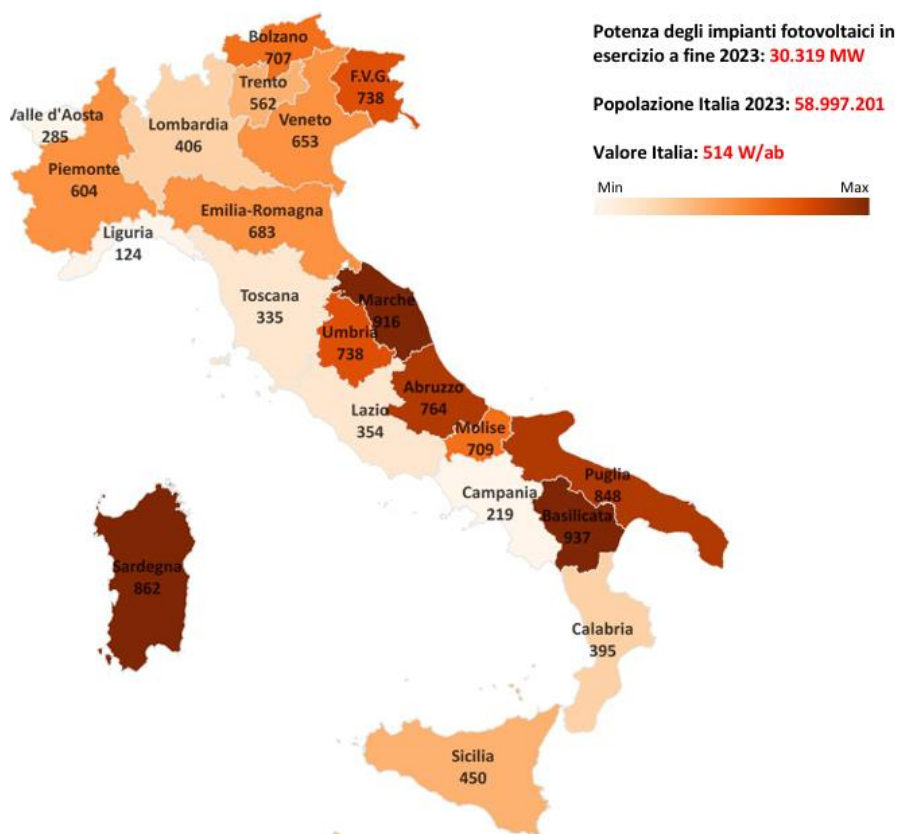 Potenza degli impianti fotovoltaici in
esercizio a fine 2023: 30.319 MW
Popolazione Italia 2023: 58.997.201
Valore Italia: 514 W/ab
Min
Max
Bolzano
707
Trento
562
F.V.G.
738
Valle d'Aosta
285
Lombardia
406
Veneto
653
Piemonte
604
Emilia-Romagna
683
Liguria
124
Toscana
335
Marche
916
Umbria
738
Abruzzo
764
Lazio
354
Molise
709
Puglia
848
Campania
219
Basilicata
937
Sardegna
862
Calabria
395
Sicilia
450